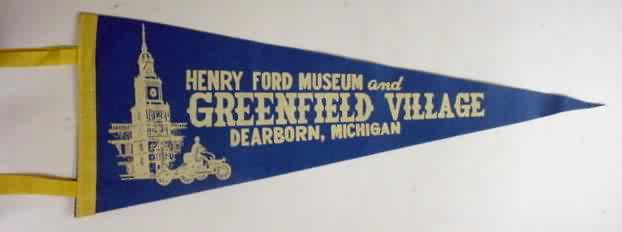 HENRY FORD MUSEUM and
GREENFIELD VILLAGE
DEARBORN, MICHIGAN